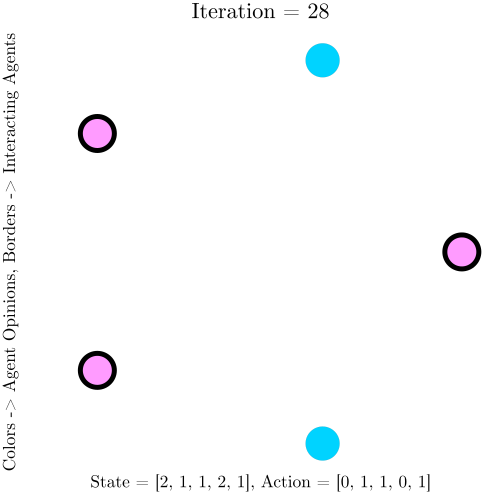 Iteration = 28
Colors -> Agent Opinions, Borders -> Interacting Agents
State = [2, 1, 1, 2, 1], Action = [0, 1, 1, 0, 1]